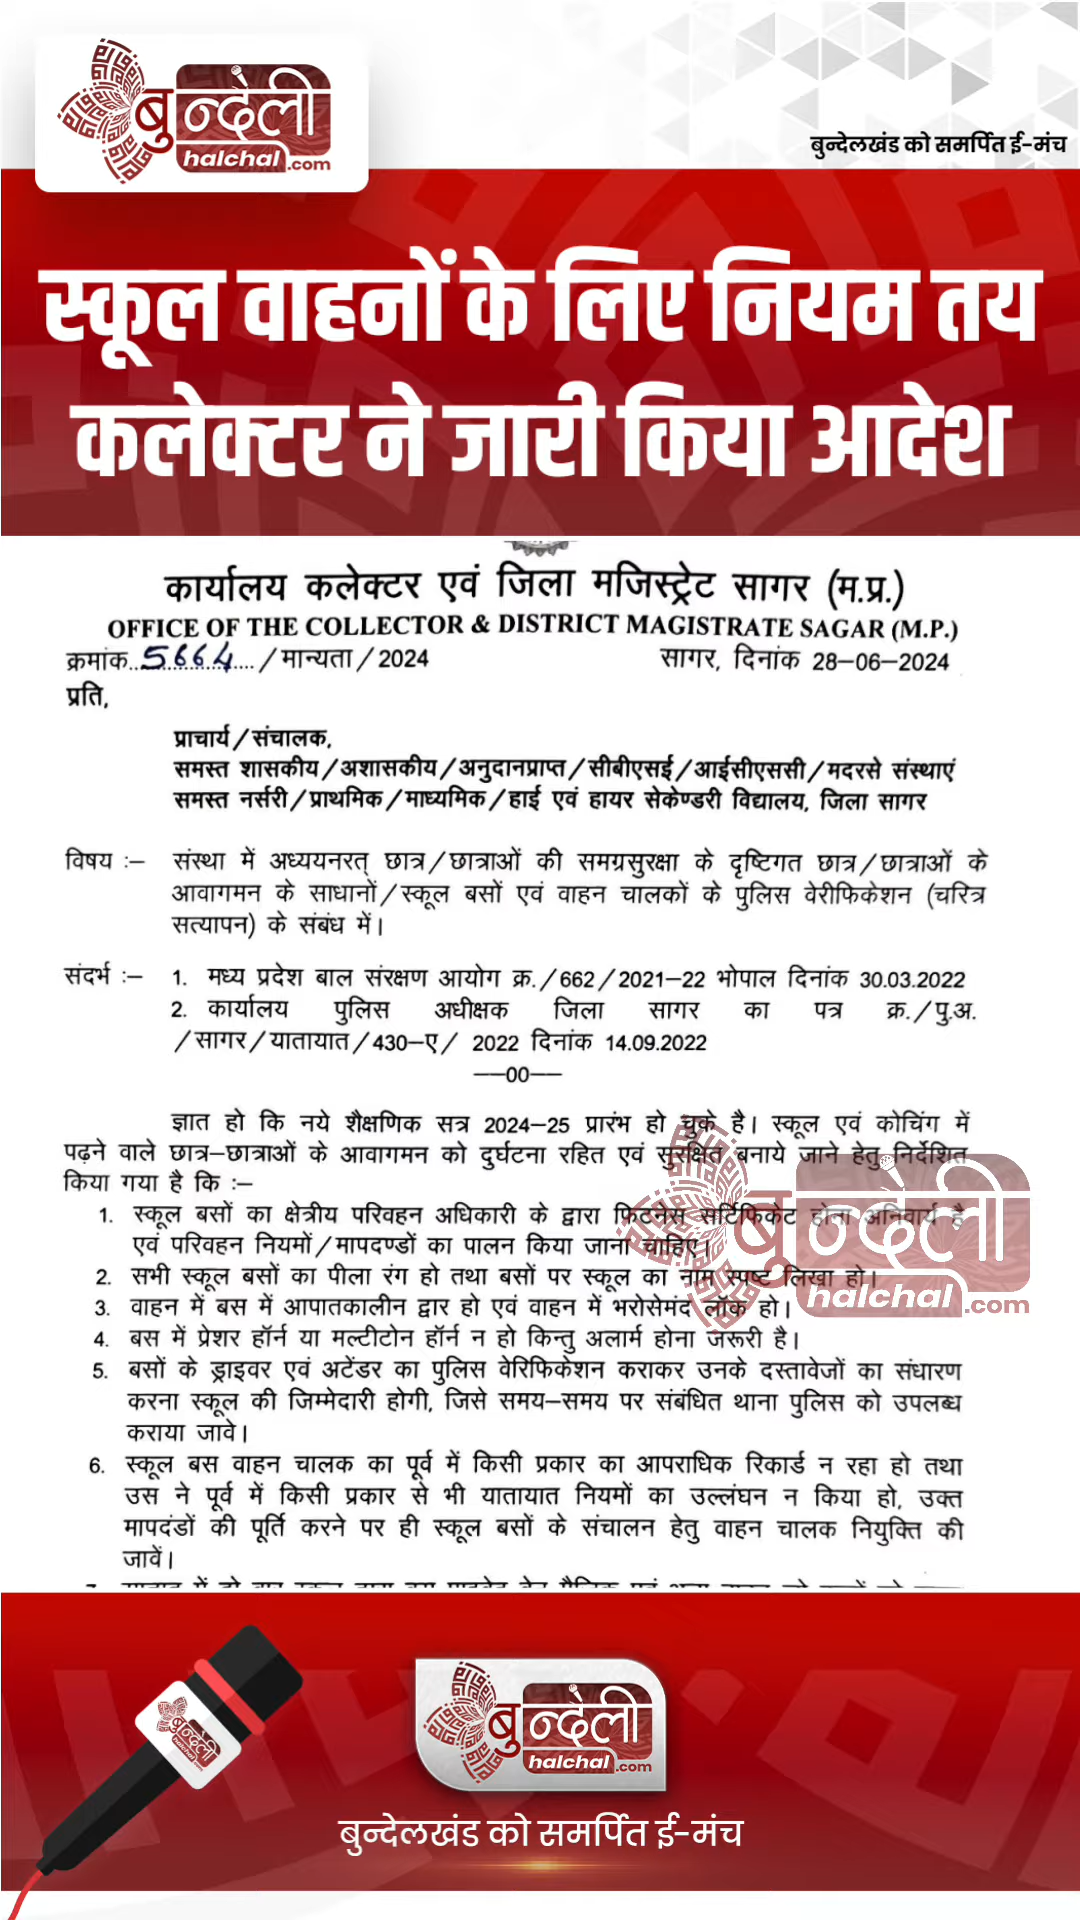 बुन्देली
halchal.com
बुन्देलखंड को समर्पित ई-मंच
स्कूल वाहनों के लिए नियम तय
कलेक्टर ने जारी किया आदेश
कार्यालय कलेक्टर एवं जिला मजिस्ट्रेट सागर (म.प्र.)
OFFICE OF THE COLLECTOR & DISTRICT MAGISTRATE SAGAR (M.P.)
क्रमांक..5664..../मान्यता/2024 सागर, दिनांक 28-06-2024
प्रति,
प्राचार्य/संचालक,
समस्त शासकीय/अशासकीय/अनुदानप्राप्त/सीबीएसई/आईसीएससी/मदरसे संस्थाएं
समस्त नर्सरी/प्राथमिक/माध्यमिक/हाई एवं हायर सेकेण्डरी विद्यालय, जिला सागर
विषय :– संस्था में अध्ययनरत् छात्र/छात्राओं की समग्रसुरक्षा के दृष्टिगत छात्र/छात्राओं के
आवागमन के साधानों/स्कूल बसों एवं वाहन चालकों के पुलिस वेरीफिकेशन (चरित्र
सत्यापन) के संबंध में।
संदर्भ :– 1. मध्य प्रदेश बाल संरक्षण आयोग क्र./662/2021-22 भोपाल दिनांक 30.03.2022
2. कार्यालय पुलिस अधीक्षक जिला सागर का पत्र क्र./पु.अ.
/सागर/यातायात/430-ए/ 2022 दिनांक 14.09.2022
——00——
ज्ञात हो कि नये शैक्षणिक सत्र 2024-25 प्रारंभ हो चुके है। स्कूल एवं कोचिंग में
पढ़ने वाले छात्र-छात्राओं के आवागमन को दुर्घटना रहित एवं सुरक्षित बनाये जाने हेतु निर्देशित
किया गया है कि :–
1. स्कूल बसों का क्षेत्रीय परिवहन अधिकारी के द्वारा फिटनेस सर्टिफिकेट होना अनिवार्य है
एवं परिवहन नियमों/मापदण्डों का पालन किया जाना चाहिए।
2. सभी स्कूल बसों का पीला रंग हो तथा बसों पर स्कूल का नाम स्पष्ट लिखा हो।
3. वाहन में बस में आपातकालीन द्वार हो एवं वाहन में भरोसेमंद लॉक हो।
4. बस में प्रेशर हॉर्न या मल्टीटोन हॉर्न न हो किन्तु अलार्म होना जरूरी है।
5. बसों के ड्राइवर एवं अटेंडर का पुलिस वेरिफिकेशन कराकर उनके दस्तावेजों का संधारण
करना स्कूल की जिम्मेदारी होगी, जिसे समय-समय पर संबंधित थाना पुलिस को उपलब्ध
कराया जावे।
6. स्कूल बस वाहन चालक का पूर्व में किसी प्रकार का आपराधिक रिकार्ड न रहा हो तथा
उस ने पूर्व में किसी प्रकार से भी यातायात नियमों का उल्लंघन न किया हो, उक्त
मापदंडों की पूर्ति करने पर ही स्कूल बसों के संचालन हेतु वाहन चालक नियुक्ति की
जावें।
बुन्देली
halchal.com
बुन्देली
बुन्देली
halchal.com
बुन्देलखंड को समर्पित ई-मंच